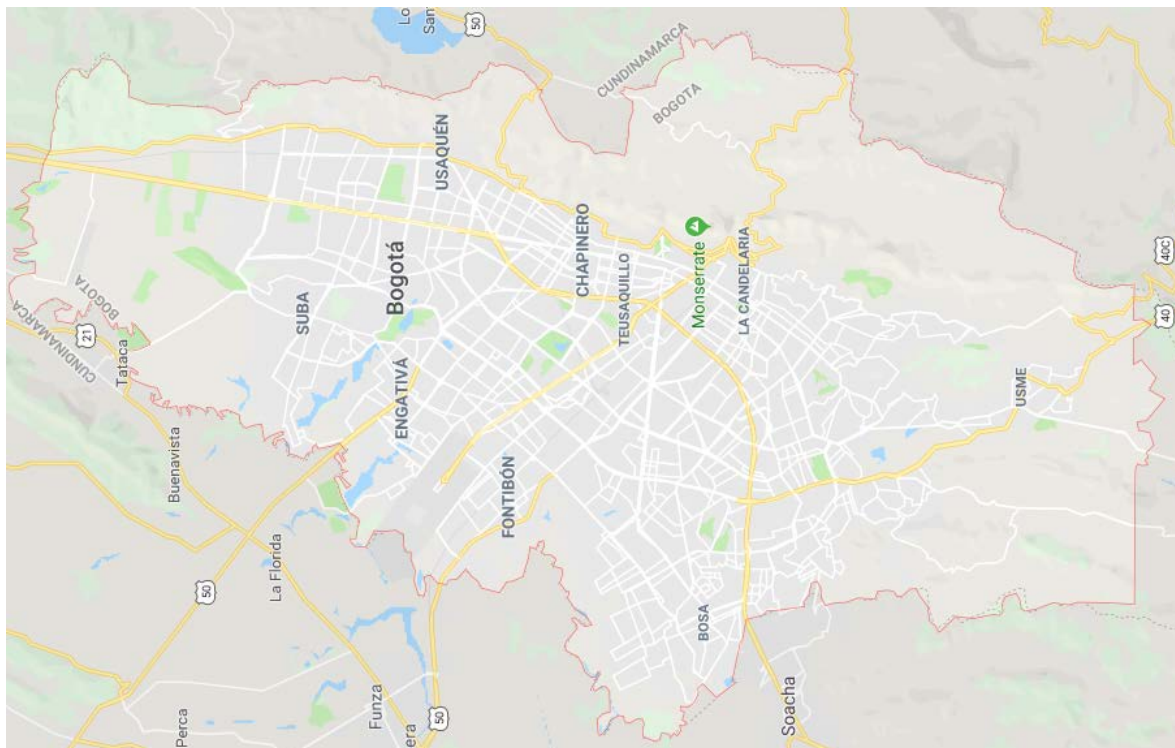 CUNDINAMARCA
21
BOGOTA
Tataca
Buenavista
Perca
50
La Florida
SUBA
Funza
ENGATIVÁ
Bogotá
Lo
San
era
50
USAQUÉN
50
FONTIBÓN
CHAPINERO
TEUSAQUILLO
CUNDINAMARCA
BOGOTA
Monserrate
BOSA
LA CANDELARIA
Soacha
USME
40
40C